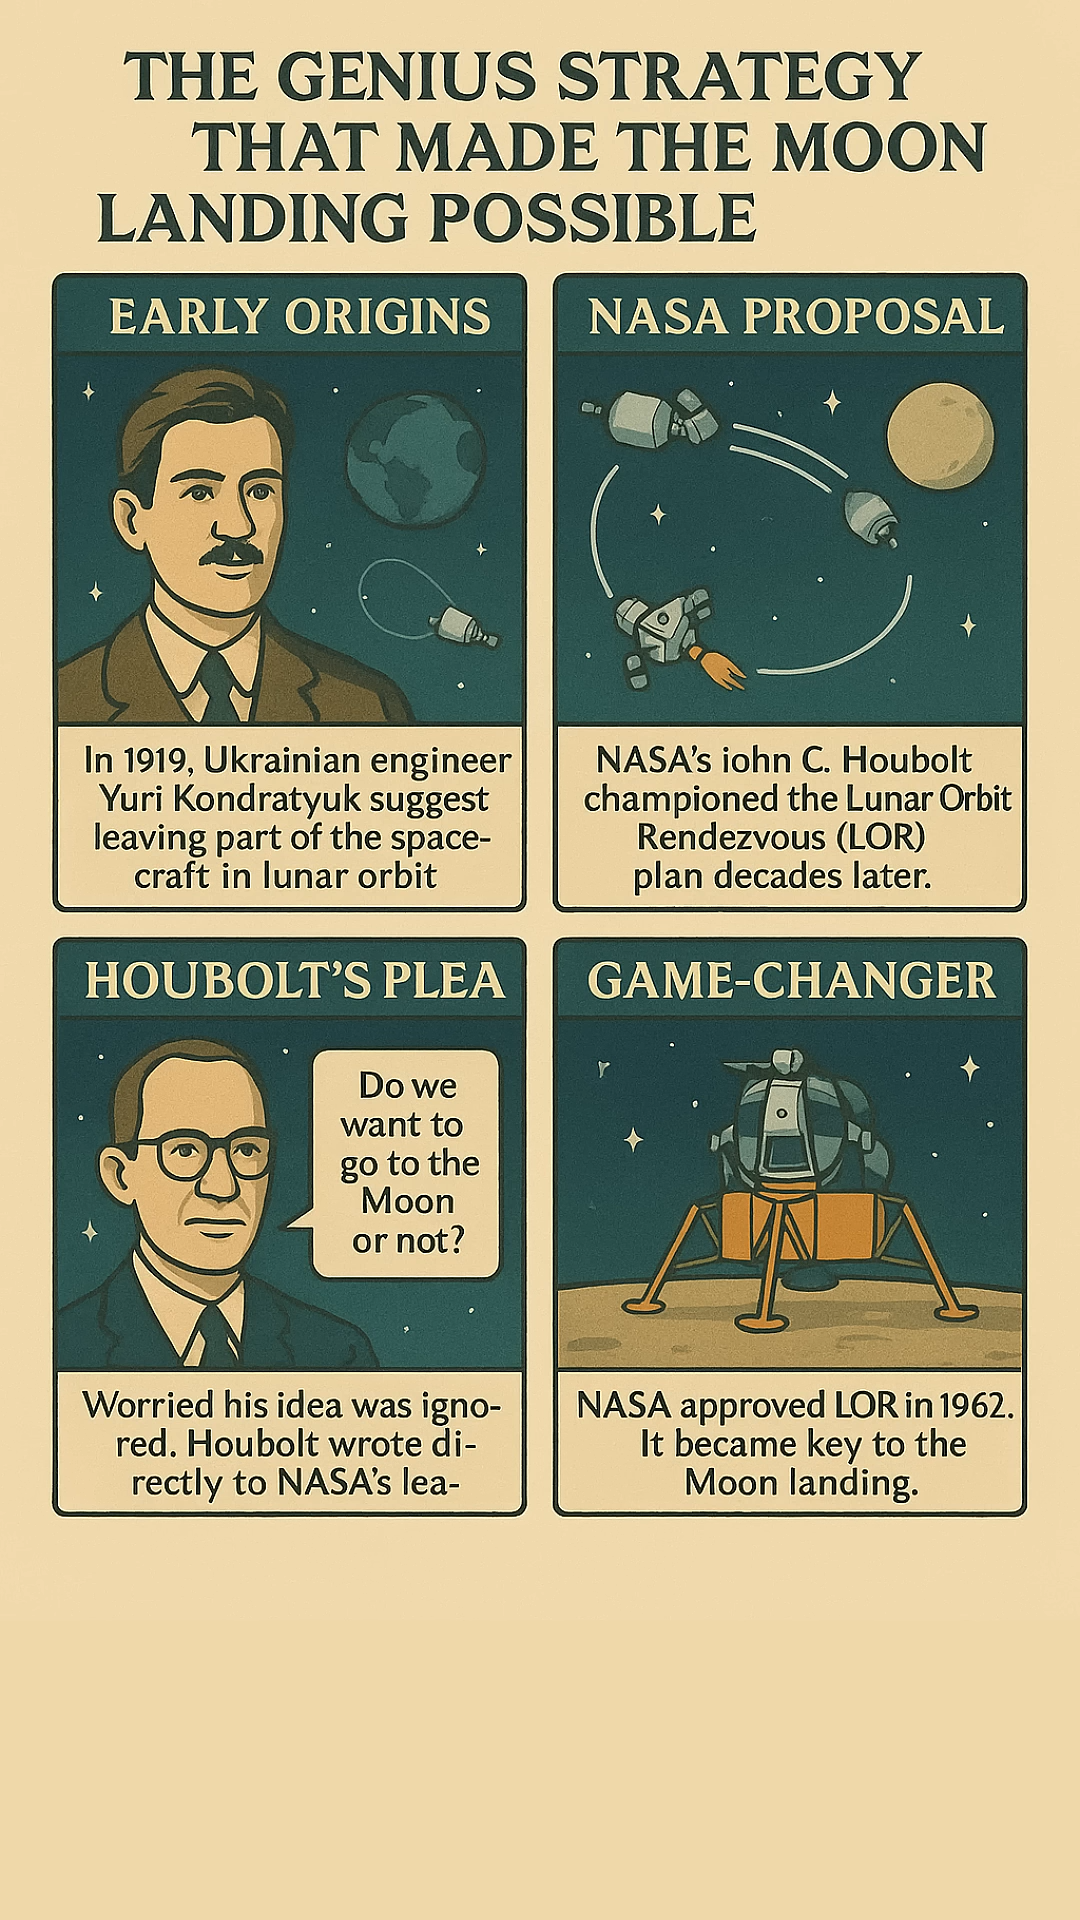 THE GENIUS STRATEGY
THAT MADE THE MOON
LANDING POSSIBLE
EARLY ORIGINS
In 1919, Ukrainian engineer
Yuri Kondratyuk suggest
leaving part of the space-
craft in lunar orbit
NASA PROPOSAL
NASA's iohn C. Houbolt
championed the Lunar Orbit
Rendezvous (LOR)
plan decades later.
HOUBOLT'S PLEA
Do we
want to
go to the
Moon
or not?
Worried his idea was igno-
red. Houbolt wrote di-
rectly to NASA's lea-
GAME-CHANGER
NASA approved LOR in 1962.
It became key to the
Moon landing.